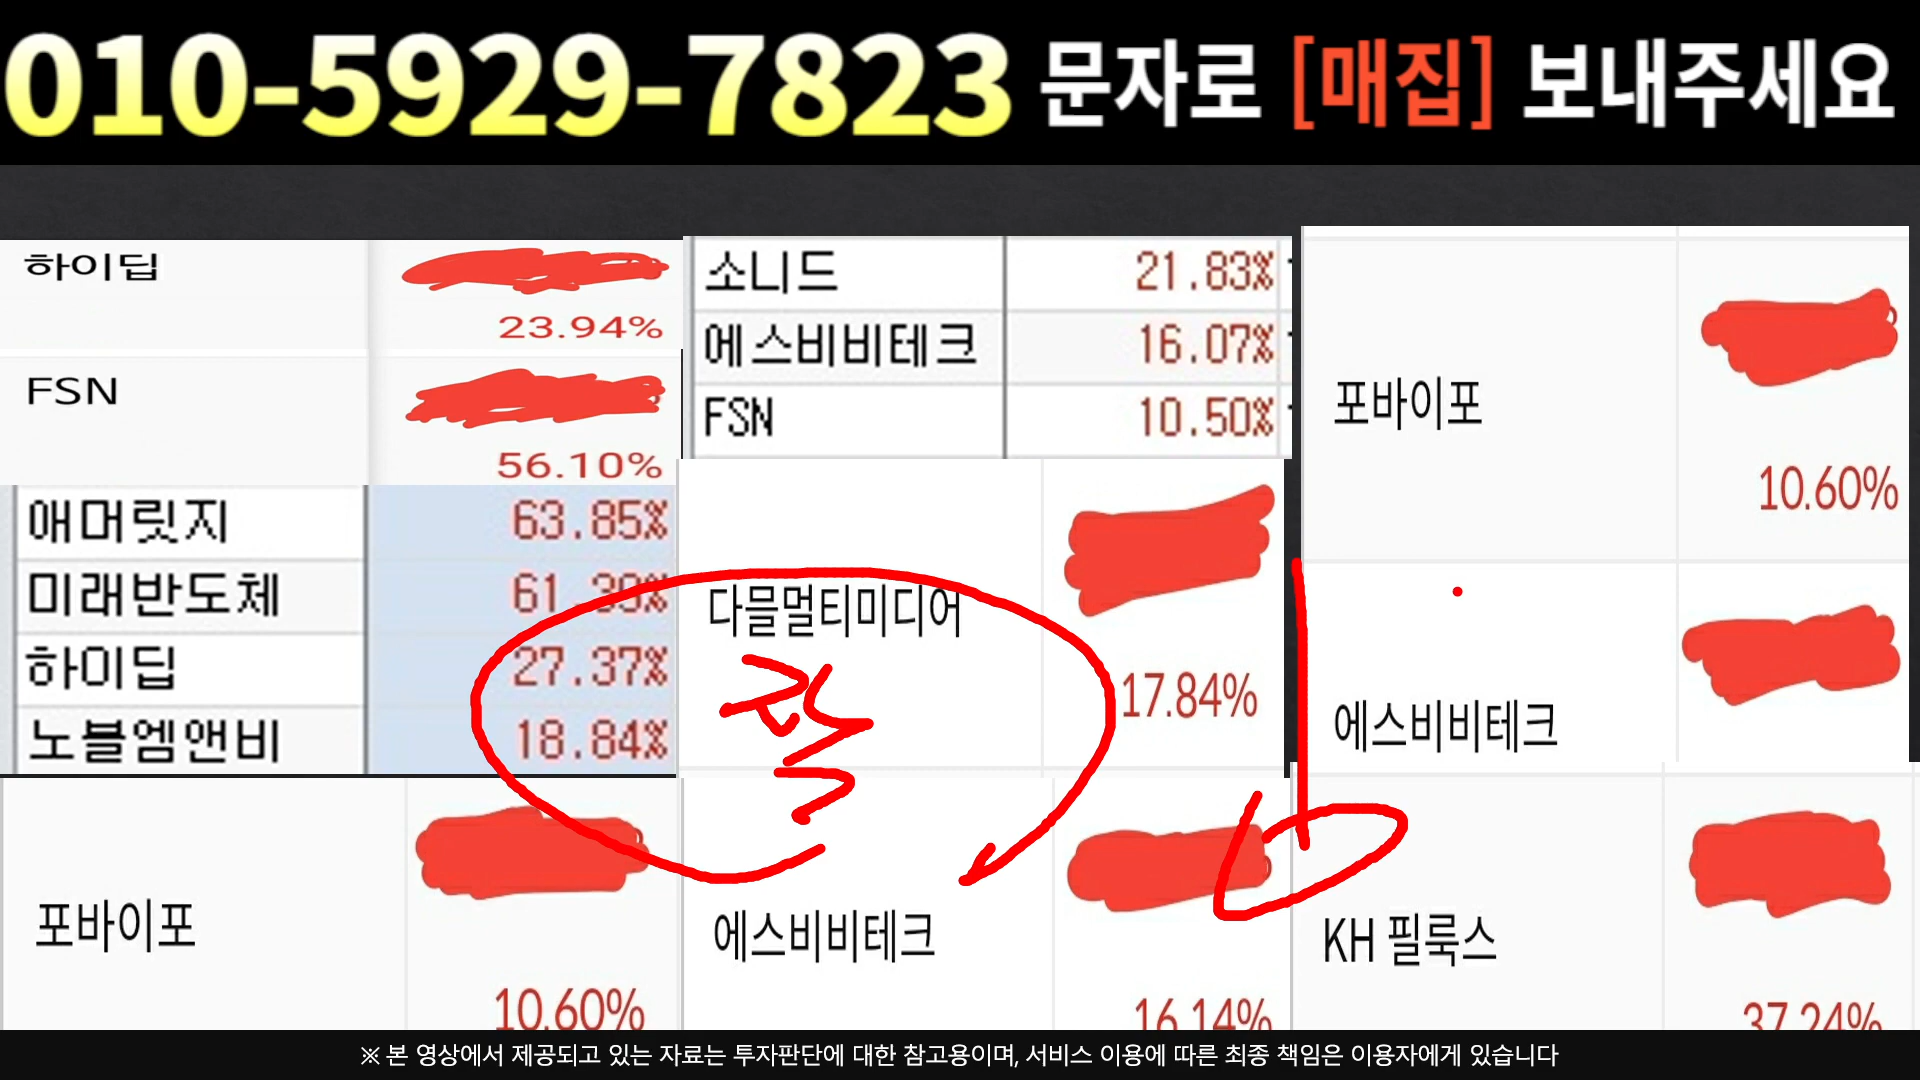 010-5929-7823 문자로 [매집] 보내주세요
하이딥
23.94%
FSN
56.10%
애머릿지 63.85%
미래반도체 61.39%
하이딥 27.37%
노블엠앤비 18.84%
소니드 21.83%
에스비비테크 16.07%
FSN 10.50%
다믈멀티미디어
17.84%
포바이포
10.60%
에스비비테크
포바이포
10.60%
에스비비테크
16.14%
KH 필룩스
37.24%
※ 본 영상에서 제공되고 있는 자료는 투자판단에 대한 참고용이며, 서비스 이용에 따른 최종 책임은 이용자에게 있습니다